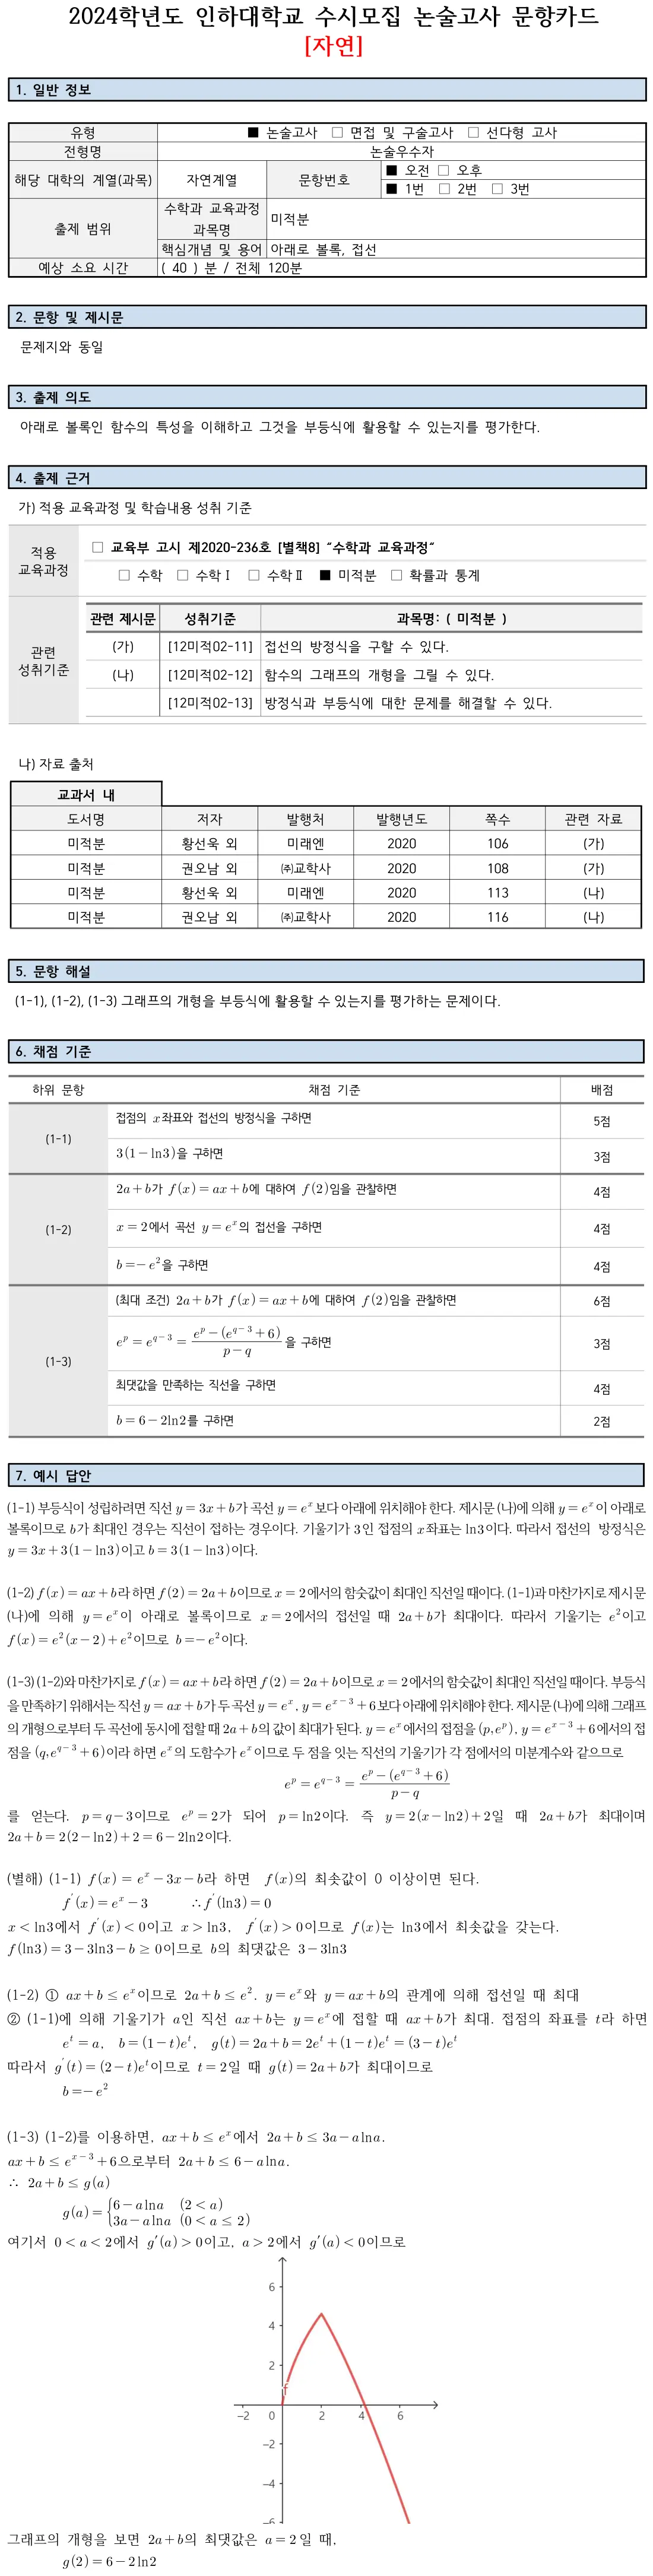 2024학년도 인하대학교 수시모집 논술고사 문항카드
[자연]
1. 일반 정보
유형 ■ 논술고사 □ 면접 및 구술고사 □ 선다형 고사
전형명 논술우수자
해당 대학의 계열(과목) 자연계열 문항번호 ■ 오전 □ 오후
■ 1번 □ 2번 □ 3번
출제 범위 수학과 교육과정 과목명 미적분
핵심개념 및 용어 아래로 볼록, 접선
예상 소요 시간 ( 40 ) 분 / 전체 120분
2. 문항 및 제시문
문제지와 동일
3. 출제 의도
아래로 볼록인 함수의 특성을 이해하고 그것을 부등식에 활용할 수 있는지를 평가한다.
4. 출제 근거
가) 적용 교육과정 및 학습내용 성취 기준
적용 교육과정 □ 교육부 고시 제2020-236호 [별책8] “수학과 교육과정“
□ 수학 □ 수학Ⅰ □ 수학Ⅱ ■ 미적분 □ 확률과 통계
관련 성취기준
관련 제시문 성취기준 과목명: ( 미적분 )
(가) [12미적02-11] 접선의 방정식을 구할 수 있다.
(나) [12미적02-12] 함수의 그래프의 개형을 그릴 수 있다.
[12미적02-13] 방정식과 부등식에 대한 문제를 해결할 수 있다.
나) 자료 출처
교과서 내
도서명 저자 발행처 발행년도 쪽수 관련 자료
미적분 황선욱 외 미래엔 2020 106 (가)
미적분 권오남 외 ㈜교학사 2020 108 (가)
미적분 황선욱 외 미래엔 2020 113 (나)
미적분 권오남 외 ㈜교학사 2020 116 (나)
5. 문항 해설
(1-1), (1-2), (1-3) 그래프의 개형을 부등식에 활용할 수 있는지를 평가하는 문제이다.
6. 채점 기준
하위 문항 채점 기준 배점
(1-1) 접점의 x좌표와 접선의 방정식을 구하면 5점
3(1-ln3)을 구하면 3점
(1-2) 2a+b가 f(x)=ax+b에 대하여 f(2)임을 관찰하면 4점
x=2에서 곡선 y=e^x의 접선을 구하면 4점
b=-e^2을 구하면 4점
(1-3) (최대 조건) 2a+b가 f(x)=ax+b에 대하여 f(2)임을 관찰하면 6점
e^p=e^{q-3}=\frac{e^p-(e^{q-3}+6)}{p-q} 을 구하면 3점
최댓값을 만족하는 직선을 구하면 4점
b=6-2ln2를 구하면 2점
7. 예시 답안
(1-1) 부등식이 성립하려면 직선 y=3x+b가 곡선 y=e^x보다 아래에 위치해야 한다. 제시문 (나)에 의해 y=e^x이 아래로
볼록이므로 b가 최대인 경우는 직선이 접하는 경우이다. 기울기가 3인 접점의 x좌표는 ln3이다. 따라서 접선의 방정식은
y=3x+3(1-ln3)이고 b=3(1-ln3)이다.
(1-2) f(x)=ax+b라 하면 f(2)=2a+b이므로 x=2에서의 함숫값이 최대인 직선일 때이다. (1-1)과 마찬가지로 제시문
(나)에 의해 y=e^x이 아래로 볼록이므로 x=2에서의 접선일 때 2a+b가 최대이다. 따라서 기울기는 e^2이고
f(x)=e^2(x-2)+e^2이므로 b=-e^2이다.
(1-3) (1-2)와 마찬가지로 f(x)=ax+b라 하면 f(2)=2a+b이므로 x=2에서의 함숫값이 최대인 직선일 때이다. 부등식
을 만족하기 위해서는 직선 y=ax+b가 두 곡선 y=e^x, y=e^{x-3}+6보다 아래에 위치해야 한다. 제시문 (나)에 의해 그래프
의 개형으로부터 두 곡선에 동시에 접할 때 2a+b의 값이 최대가 된다. y=e^x에서의 접점을 (p,e^p), y=e^{x-3}+6에서의 접
점을 (q,e^{q-3}+6)이라 하면 e^x의 도함수가 e^x이므로 두 점을 잇는 직선의 기울기가 각 점에서의 미분계수와 같으므로
e^p=e^{q-3}=\frac{e^p-(e^{q-3}+6)}{p-q}
를 얻는다. p=q-3이므로 e^p=2가 되어 p=ln2이다. 즉 y=2(x-ln2)+2일 때 2a+b가 최대이며
2a+b=2(2-ln2)+2=6-2ln2이다.
(별해) (1-1) f(x)=e^x-3x-b라 하면 f(x)의 최솟값이 0 이상이면 된다.
f′(x)=e^x-3 ∴f′(ln3)=0
x<ln3에서 f′(x)<0이고 x>ln3, f′(x)>0이므로 f(x)는 ln3에서 최솟값을 갖는다.
f(ln3)=3-3ln3-b≥0이므로 b의 최댓값은 3-3ln3
(1-2) ① ax+b≤e^x이므로 2a+b≤e^2. y=e^x와 y=ax+b의 관계에 의해 접선일 때 최대
② (1-1)에 의해 기울기가 a인 직선 ax+b는 y=e^x에 접할 때 ax+b가 최대. 접점의 좌표를 t라 하면
e^t=a, b=(1-t)e^t, g(t)=2a+b=2e^t+(1-t)e^t=(3-t)e^t
따라서 g′(t)=(2-t)e^t이므로 t=2일 때 g(t)=2a+b가 최대이므로
b=-e^2
(1-3) (1-2)를 이용하면, ax+b≤e^x에서 2a+b≤3a-alna.
ax+b≤e^{x-3}+6으로부터 2a+b≤6-alna.
∴ 2a+b≤g(a)
g(a)={6-alna (2<a)
3a-alna (0<a≤2)
여기서 0<a<2에서 g′(a)>0이고, a>2에서 g′(a)<0이므로
6
4
2
f
-2 0 2 4 6
-2
-4
-6
그래프의 개형을 보면 2a+b의 최댓값은 a=2일 때,
g(2)=6-2ln2